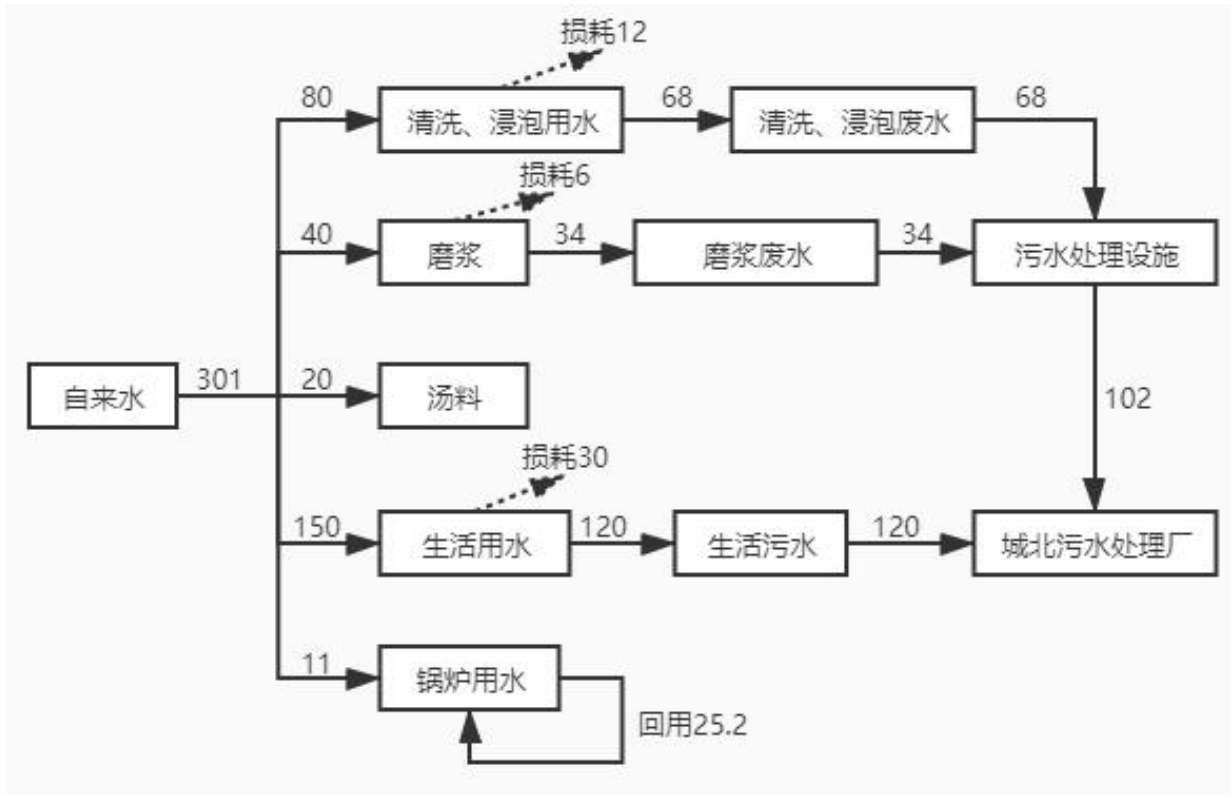 损耗12
80
清洗、浸泡用水
68
清洗、浸泡废水
68
损耗6
40
磨浆
34
磨浆废水
34
污水处理设施
自来水
301
20
汤料
102
损耗30
150
生活用水
120
生活污水
120
城北污水处理厂
11
锅炉用水
回用25.2